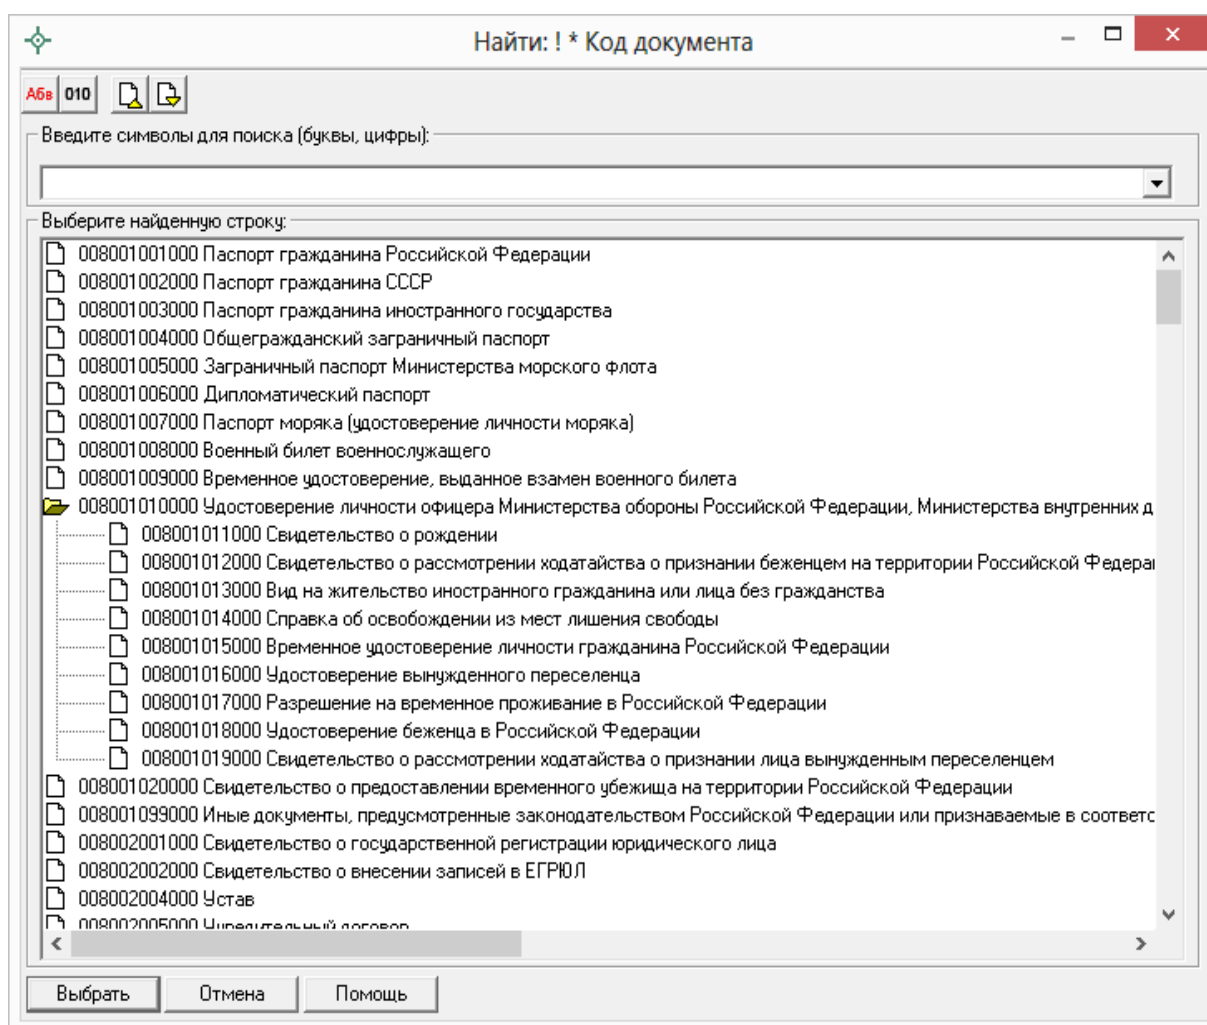 Найти: ! * Код документа
Абв 010
Введите символы для поиска (буквы, цифры):
Выберите найденную строку:
008001001000 Паспорт гражданина Российской Федерации
008001002000 Паспорт гражданина СССР
008001003000 Паспорт гражданина иностранного государства
008001004000 Общегражданский заграничный паспорт
008001005000 Заграничный паспорт Министерства морского флота
008001006000 Дипломатический паспорт
008001007000 Паспорт моряка (удостоверение личности моряка)
008001008000 Военный билет военнослужащего
008001009000 Временное удостоверение, выданное взамен военного билета
008001010000 Удостоверение личности офицера Министерства обороны Российской Федерации, Министерства внутренних д
008001011000 Свидетельство о рождении
008001012000 Свидетельство о рассмотрении ходатайства о признании беженцем на территории Российской Федера
008001013000 Вид на жительство иностранного гражданина или лица без гражданства
008001014000 Справка об освобождении из мест лишения свободы
008001015000 Временное удостоверение личности гражданина Российской Федерации
008001016000 Удостоверение вынужденного переселенца
008001017000 Разрешение на временное проживание в Российской Федерации
008001018000 Удостоверение беженца в Российской Федерации
008001019000 Свидетельство о рассмотрении ходатайства о признании лица вынужденным переселенцем
008001020000 Свидетельство о предоставлении временного убежища на территории Российской Федерации
008001099000 Иные документы, предусмотренные законодательством Российской Федерации или признаваемые в соответс
008002001000 Свидетельство о государственной регистрации юридического лица
008002002000 Свидетельство о внесении записей в ЕГРЮЛ
008002004000 Устав
008002005000 Учредительный договор
Выбрать Отмена Помощь